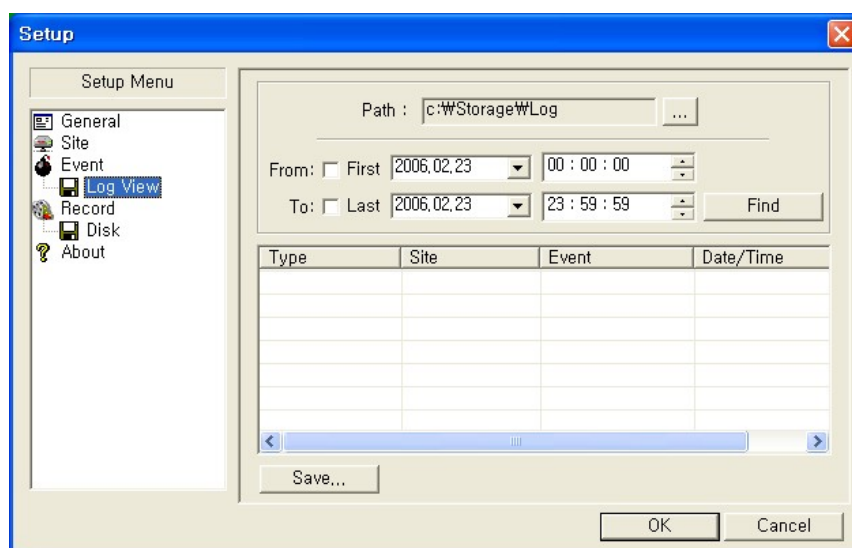 Setup
Setup Menu
General
Site
Event
Log View
Record
Disk
About
Path : c:₩Storage₩Log ...
From: First 2006,02,23 00 : 00 : 00
To: Last 2006,02,23 23 : 59 : 59 Find
Type Site Event Date/Time
Save,,,
OK Cancel